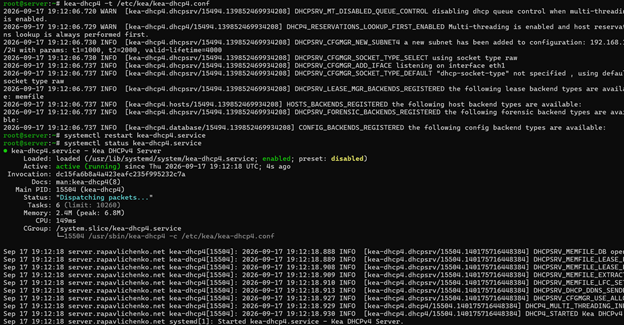 root@server:~# kea-dhcp4 -t /etc/kea/kea-dhcp4.conf
2026-09-17 19:12:06.728 WARN  [kea-dhcp4.dhcpsrv/15494.139852469934208] DHCPSRV_MT_DISABLED_QUEUE_CONTROL disabling dhcp queue control when multi-threading
is enabled.
2026-09-17 19:12:06.729 WARN  [kea-dhcp4.dhcp4/15494.139852469934208] DHCP4_RESERVATIONS_LOOKUP_FIRST_ENABLED Multi-threading is enabled and host reservatio
ns lookup is always performed first.
2026-09-17 19:12:06.730 INFO  [kea-dhcp4.dhcpsrv/15494.139852469934208] DHCPSRV_CFGMGR_NEW_SUBNET4 a new subnet has been added to configuration: 192.168.1
/24 with params: t1=1000, t2=2000, valid-lifetime=4000
2026-09-17 19:12:06.730 INFO  [kea-dhcp4.dhcpsrv/15494.139852469934208] DHCPSRV_CFGMGR_SOCKET_TYPE_SELECT using socket type raw
2026-09-17 19:12:06.730 INFO  [kea-dhcp4.dhcpsrv/15494.139852469934208] DHCPSRV_CFGMGR_ADD_IFACE listening on interface eth1
2026-09-17 19:12:06.730 INFO  [kea-dhcp4.dhcpsrv/15494.139852469934208] DHCPSRV_CFGMGR_SOCKET_TYPE_DEFAULT "dhcp-socket-type" not specified , using default
socket type raw
2026-09-17 19:12:06.737 INFO  [kea-dhcp4.dhcpsrv/15494.139852469934208] DHCPSRV_LEASE_MGR_BACKENDS_REGISTERED the following lease backend types are availab
e: memfile
2026-09-17 19:12:06.737 INFO  [kea-dhcp4.hosts/15494.139852469934208] HOSTS_BACKENDS_REGISTERED the following host backend types are available:
2026-09-17 19:12:06.737 INFO  [kea-dhcp4.dhcpsrv/15494.139852469934208] DHCPSRV_FORENSIC_BACKENDS_REGISTERED the following forensic backend types are availa
ble:
2026-09-17 19:12:06.737 INFO  [kea-dhcp4.database/15494.139852469934208] CONFIG_BACKENDS_REGISTERED the following config backend types are available:
root@server:~# systemctl restart kea-dhcp4.service
root@server:~# systemctl status kea-dhcp4.service
● kea-dhcp4.service – Kea DHCPv4 Server
Loaded: loaded (/usr/lib/systemd/system/kea-dhcp4.service; enabled; preset: disabled)
Active: active (running) since Thu 2026-09-17 19:12:18 UTC; 4s ago
Invocation: dc15fa6b8a4a423eafc235f995232c7a
Docs: man:kea-dhcp4(8)
Main PID: 15504 (kea-dhcp4)
Status: "Dispatching packets..."
Tasks: 6 (limit: 10260)
Memory: 2.4M (peak: 6.8M)
CPU: 149ms
CGroup: /system.slice/kea-dhcp4.service
└─15504 /usr/sbin/kea-dhcp4 -c /etc/kea/kea-dhcp4.conf
Sep 17 19:12:18 server.rapavlichenko.net kea-dhcp4[15504]: 2026-09-17 19:12:18.888 INFO  [kea-dhcp4.dhcpsrv/15504.140175716448384] DHCPSRV_MEMFILE_DB open
Sep 17 19:12:18 server.rapavlichenko.net kea-dhcp4[15504]: 2026-09-17 19:12:18.889 INFO  [kea-dhcp4.dhcpsrv/15504.140175716448384] DHCPSRV_MEMFILE_LEASE_F
Sep 17 19:12:18 server.rapavlichenko.net kea-dhcp4[15504]: 2026-09-17 19:12:18.908 INFO  [kea-dhcp4.dhcpsrv/15504.140175716448384] DHCPSRV_MEMFILE_LEASE_F
Sep 17 19:12:18 server.rapavlichenko.net kea-dhcp4[15504]: 2026-09-17 19:12:18.909 INFO  [kea-dhcp4.dhcpsrv/15504.140175716448384] DHCPSRV_MEMFILE_EXTRACT
Sep 17 19:12:18 server.rapavlichenko.net kea-dhcp4[15504]: 2026-09-17 19:12:18.910 INFO  [kea-dhcp4.dhcpsrv/15504.140175716448384] DHCPSRV_MEMFILE_LFC_SET
Sep 17 19:12:18 server.rapavlichenko.net kea-dhcp4[15504]: 2026-09-17 19:12:18.913 INFO  [kea-dhcp4.dhcpsrv/15504.140175716448384] DHCPSRV_DHCP_DDNS_SENDE
Sep 17 19:12:18 server.rapavlichenko.net kea-dhcp4[15504]: 2026-09-17 19:12:18.927 INFO  [kea-dhcp4.dhcpsrv/15504.140175716448384] DHCPSRV_CFGMGR_USE_ALLO
Sep 17 19:12:18 server.rapavlichenko.net kea-dhcp4[15504]: 2026-09-17 19:12:18.929 INFO  [kea-dhcp4.dhcp4/15504.140175716448384] DHCP4_MULTI_THREADING_INF
Sep 17 19:12:18 server.rapavlichenko.net kea-dhcp4[15504]: 2026-09-17 19:12:18.930 INFO  [kea-dhcp4.dhcp4/15504.140175716448384] DHCP4_STARTED Kea DHCPv4
Sep 17 19:12:18 server.rapavlichenko.net systemd[1]: Started kea-dhcp4.service – Kea DHCPv4 Server.